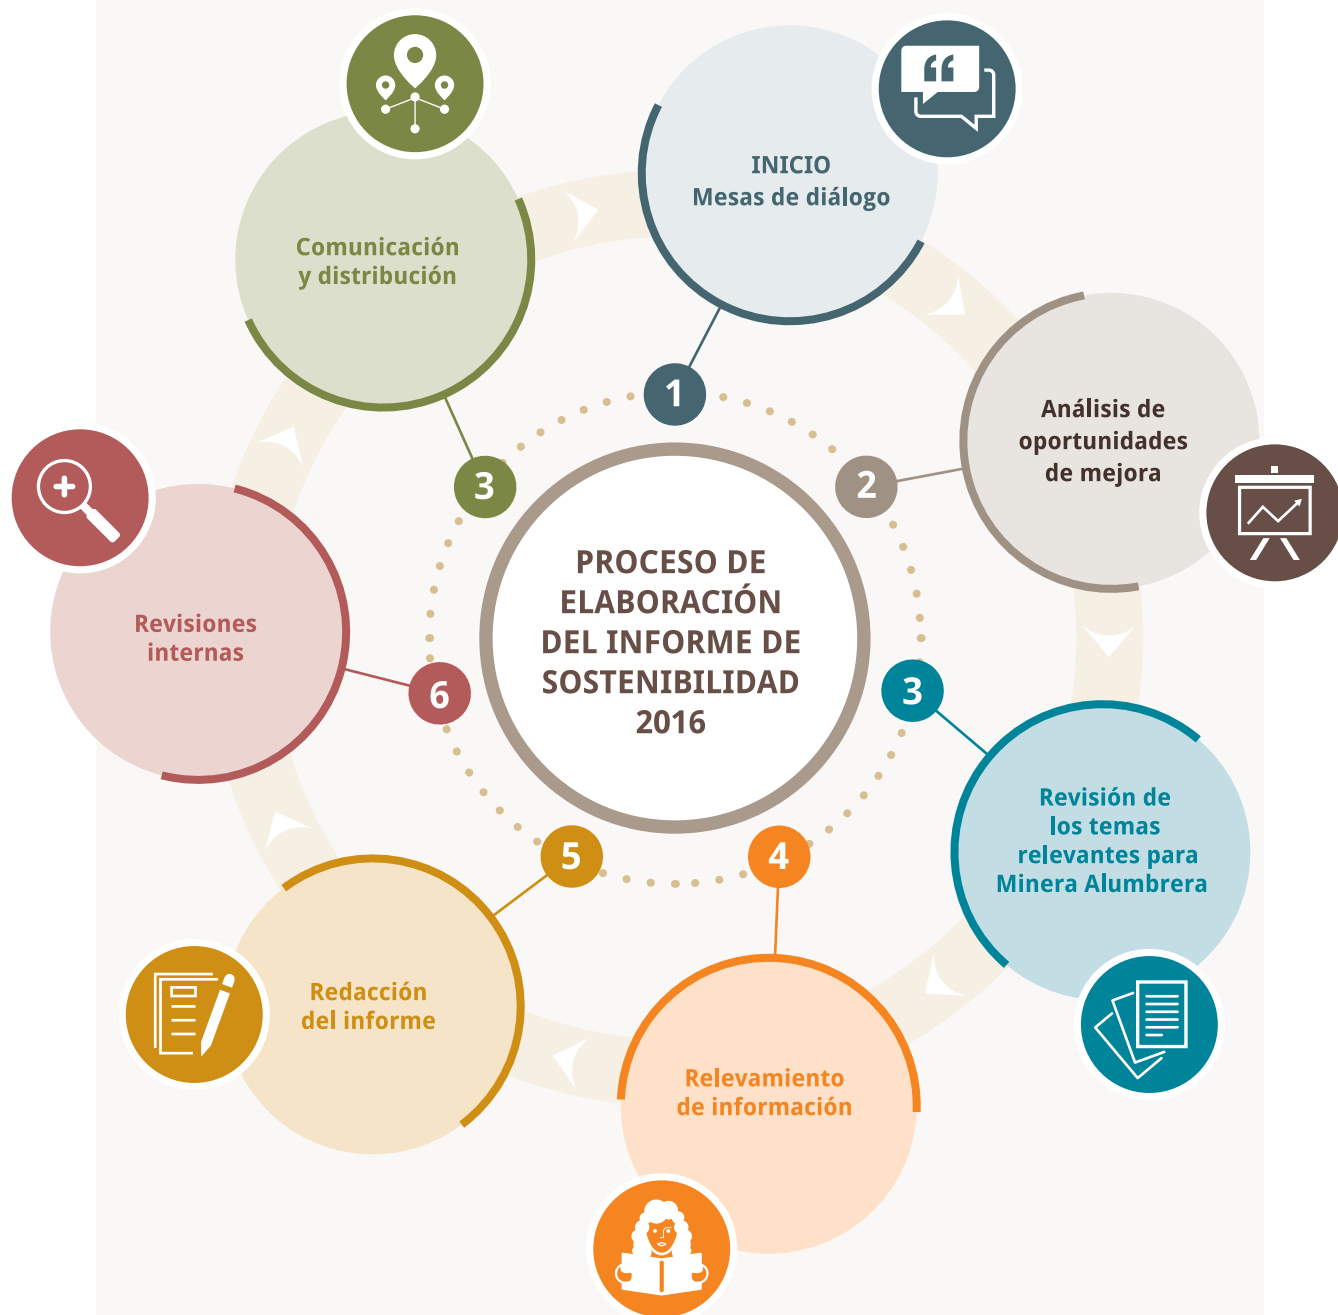 PROCESO DE
ELABORACIÓN
DEL INFORME DE
SOSTENIBILIDAD
2016
1
INICIO
Mesas de diálogo
2
Análisis de
oportunidades
de mejora
3
Revisión de
los temas
relevantes para
Minera Alumbrera
4
Relevamiento
de información
5
Redacción
del informe
6
Revisiones
internas
3
Comunicación
y distribución